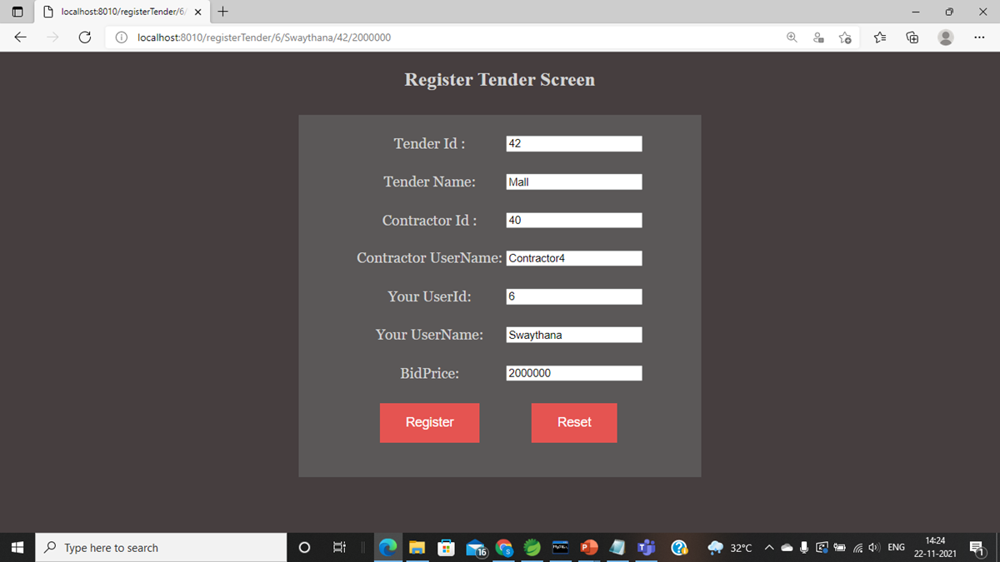 localhost:8010/registerTender/6/
localhost:8010/registerTender/6/Swaythana/42/2000000
Register Tender Screen
Tender Id : 42
Tender Name: Mall
Contractor Id : 40
Contractor UserName: Contractor4
Your UserId: 6
Your UserName: Swaythana
BidPrice: 2000000
Register Reset
Type here to search
16
32°C
ENG
14:24
22-11-2021
1